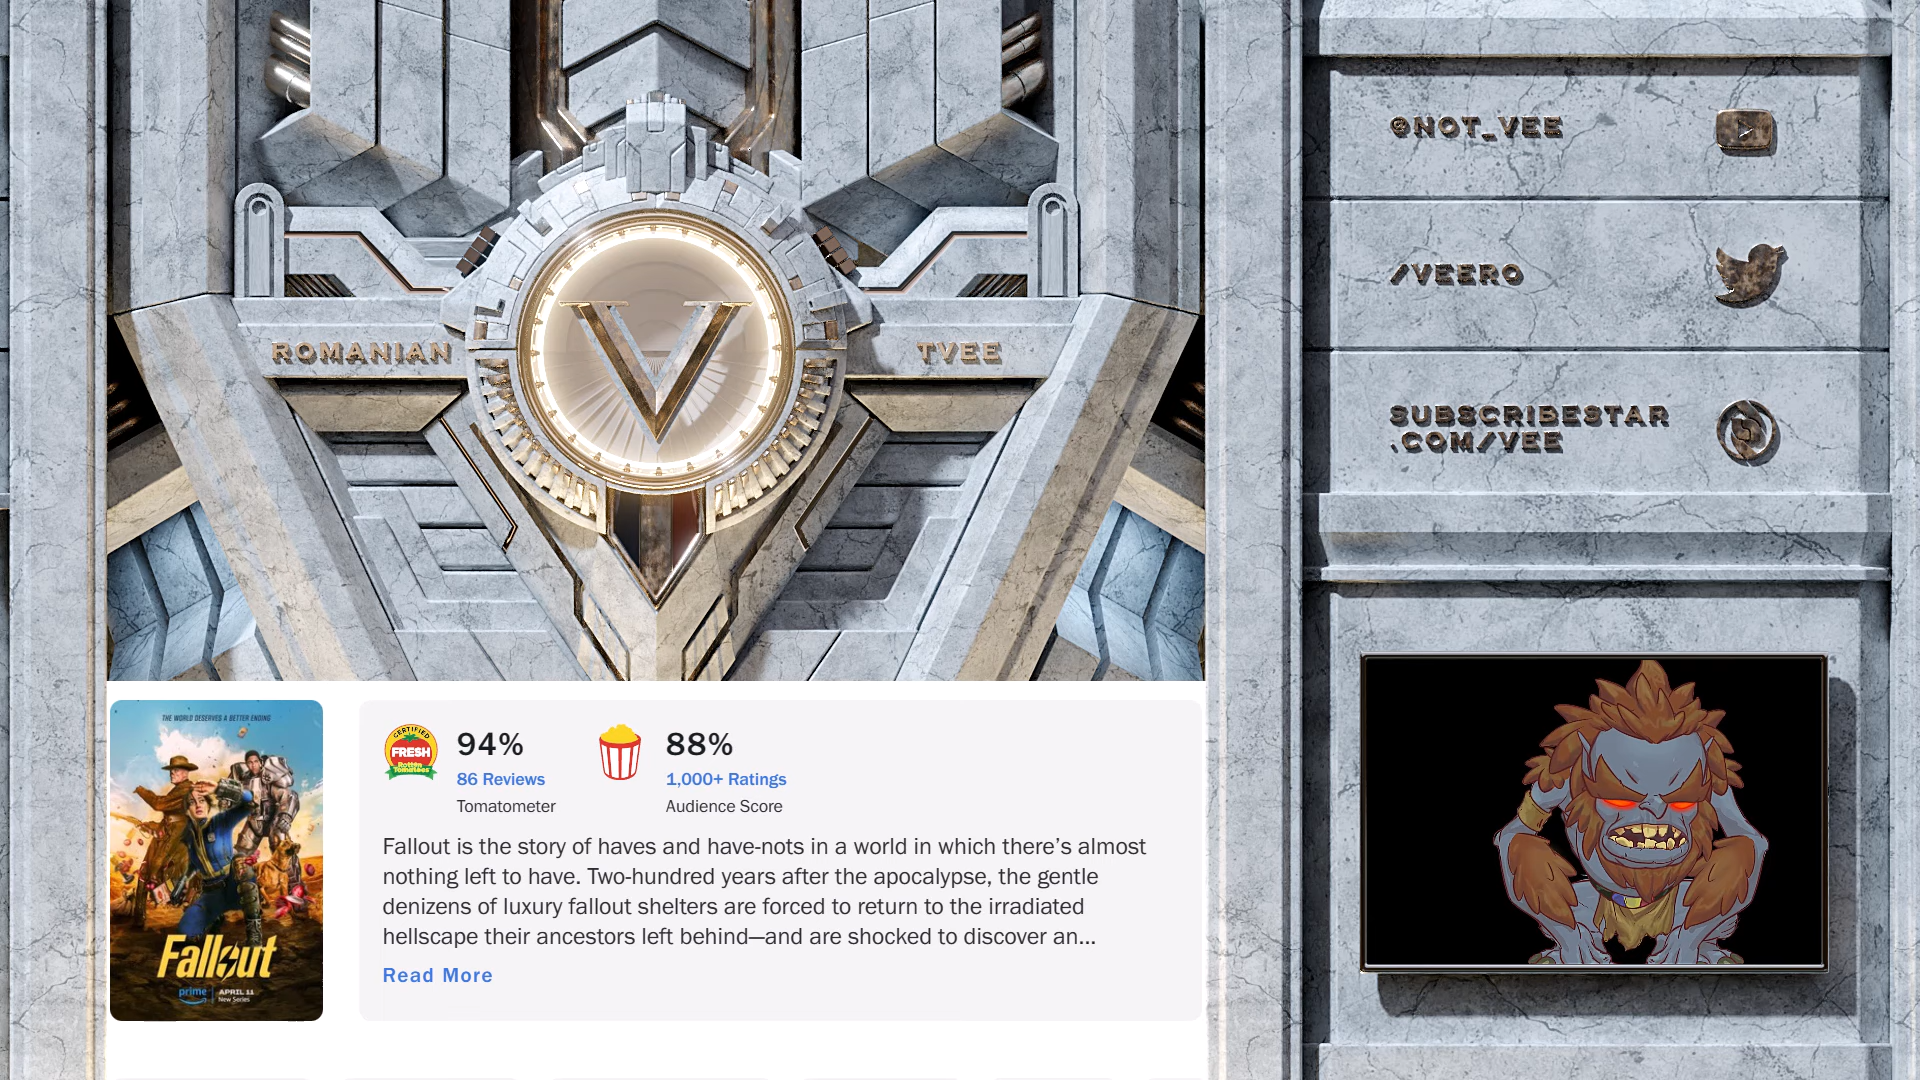 @NOT_VEE
/VEERO
SUBSCRIBESTAR
.COM/VEE
ROMANIAN
TVEE
V
THE WORLD DESERVES A BETTER ENDING
Fallout
prime
APRIL 11
New Series
CERTIFIED
FRESH
Rotten
Tomatoes
94%
86 Reviews
Tomatometer
88%
1,000+ Ratings
Audience Score
Fallout is the story of haves and have-nots in a world in which there’s almost
nothing left to have. Two-hundred years after the apocalypse, the gentle
denizens of luxury fallout shelters are forced to return to the irradiated
hellscape their ancestors left behind—and are shocked to discover an...
Read More